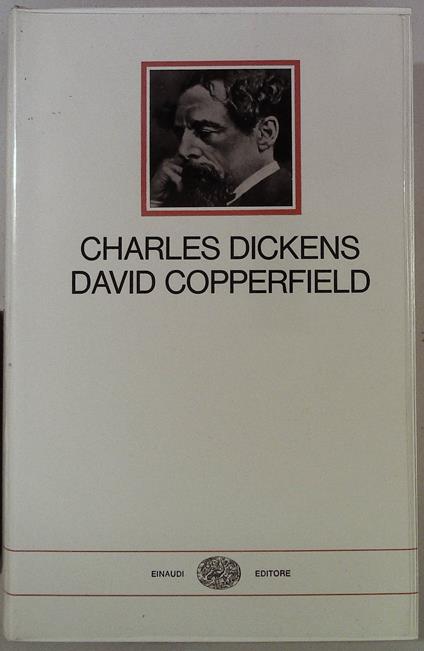 CHARLES DICKENS
DAVID COPPERFIELD
EINAUDI EDITORE